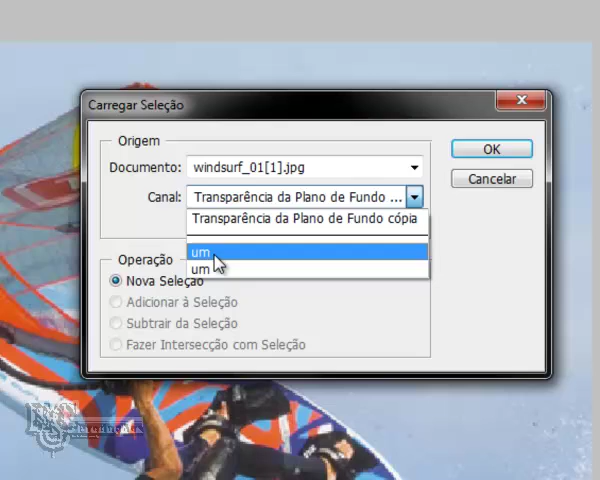 Carregar Seleção
Origem
Documento: windsurf_01[1].jpg
OK
Canal: Transparência da Plano de Fundo ...
Cancelar
Transparência da Plano de Fundo cópia
um
um
Operação
Nova Seleção
Adicionar à Seleção
Subtrair da Seleção
Fazer Intersecção com Seleção